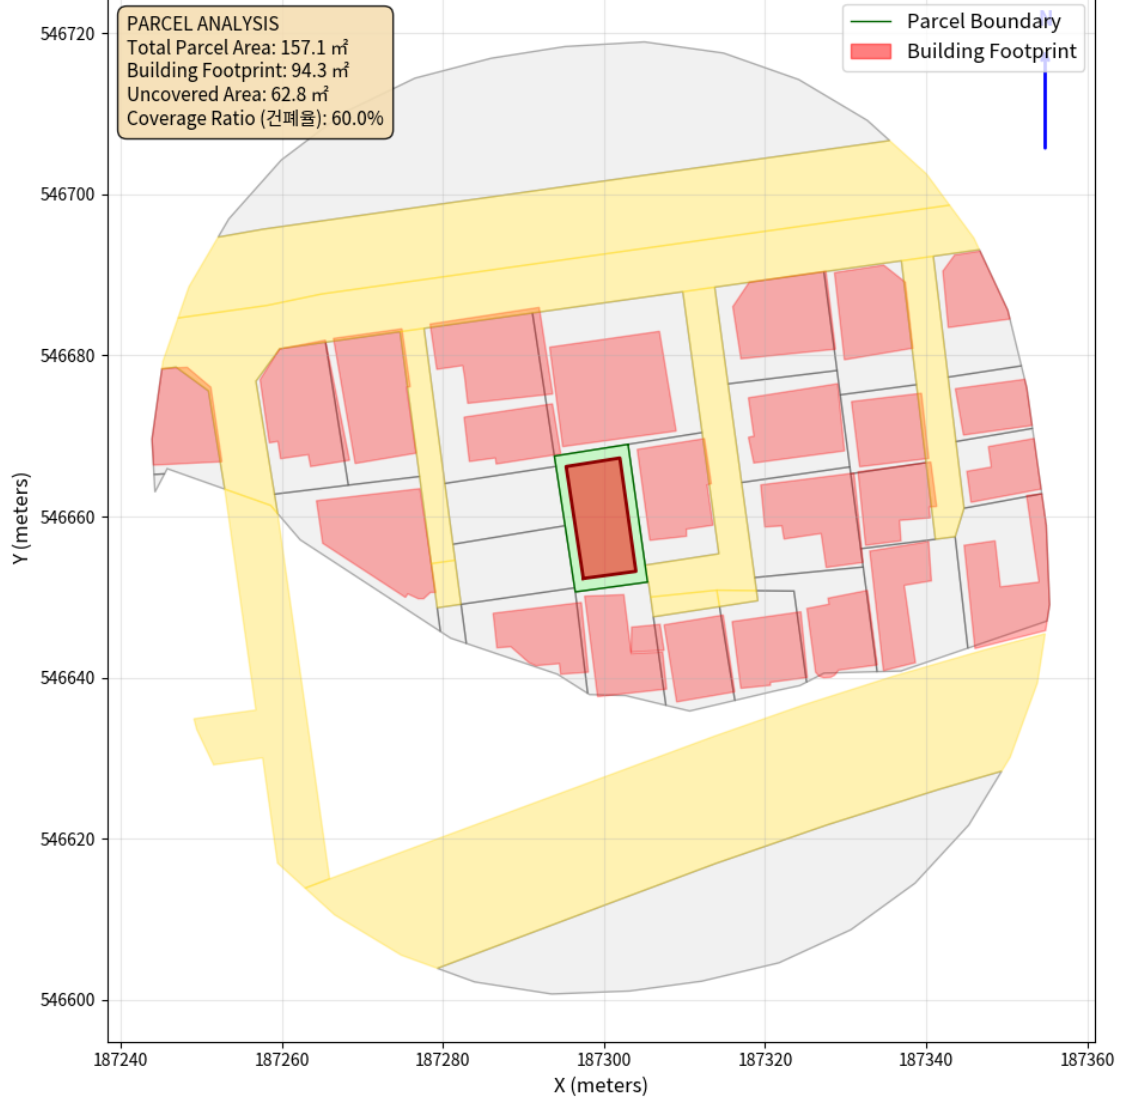 PARCEL ANALYSIS
Total Parcel Area: 157.1 ㎡
Building Footprint: 94.3 ㎡
Uncovered Area: 62.8 ㎡
Coverage Ratio (건폐율): 60.0%
Parcel Boundary
Building Footprint
N
546720
546700
546680
546660
546640
546620
546600
Y (meters)
187240
187260
187280
187300
187320
187340
187360
X (meters)